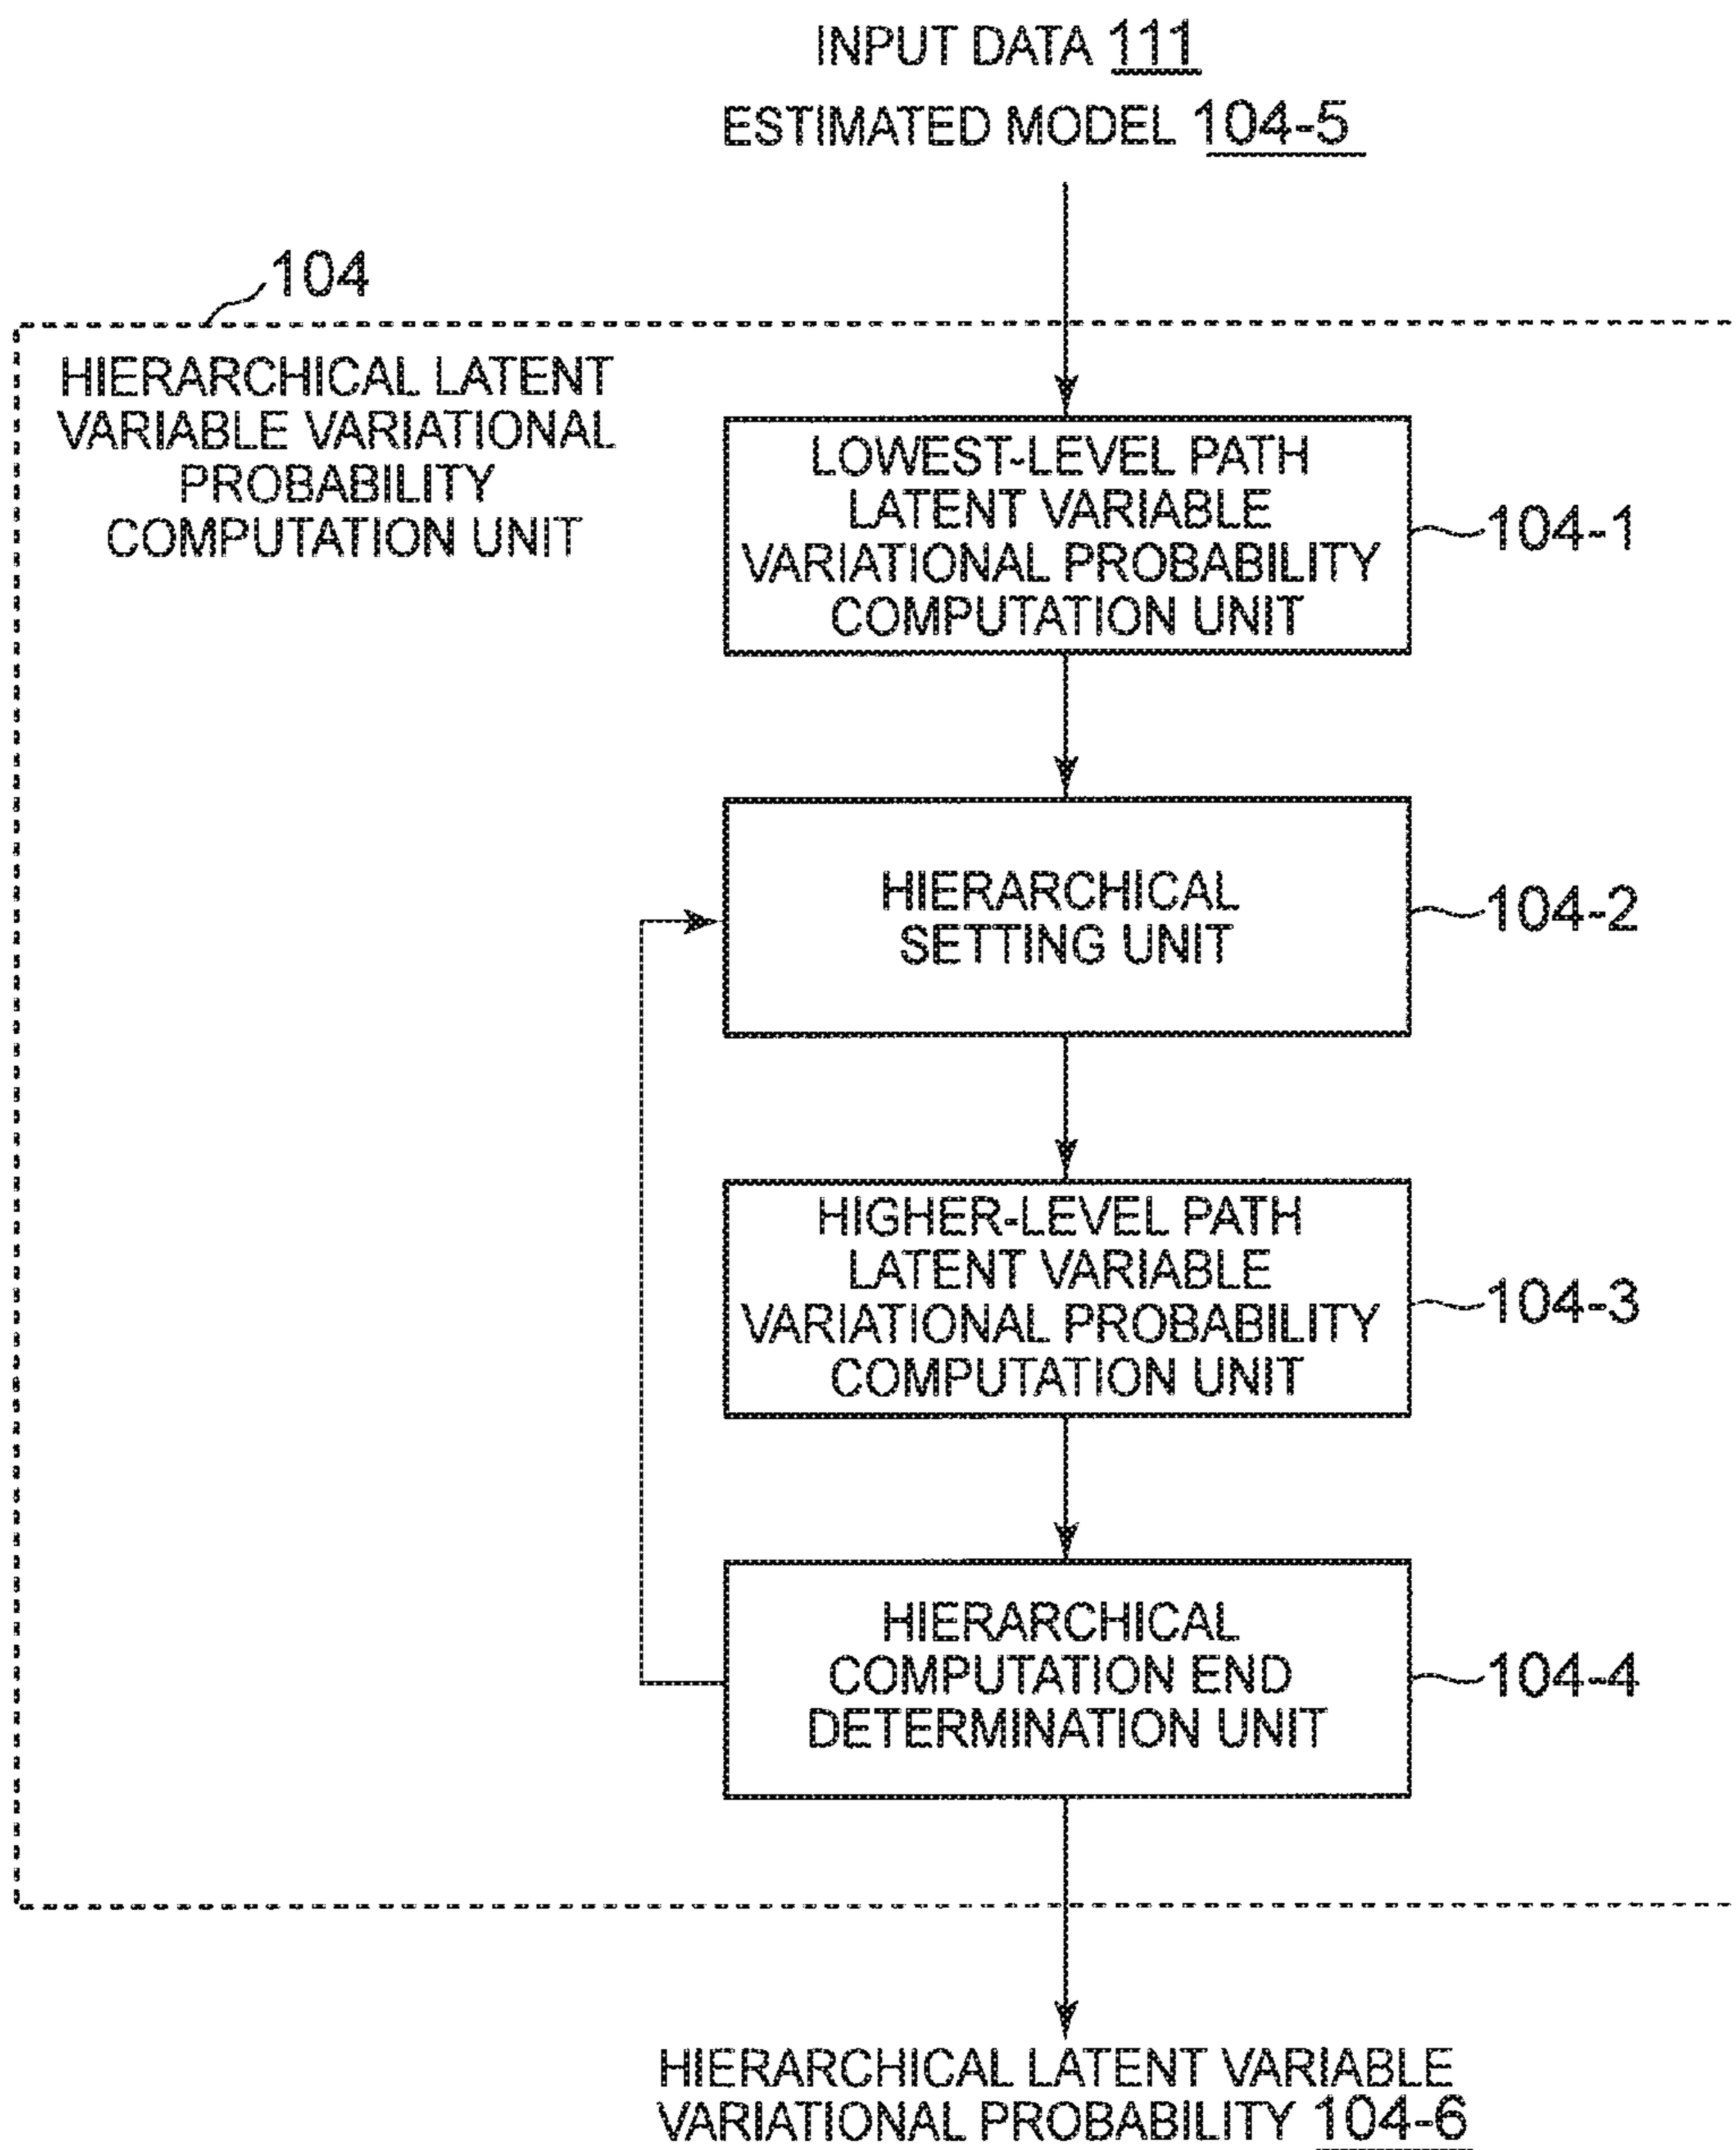 INPUT DATA 111
ESTIMATED MODEL 104-5
104
HIERARCHICAL LATENT
VARIABLE VARIATIONAL
PROBABILITY
COMPUTATION UNIT
LOWEST-LEVEL PATH
LATENT VARIABLE
VARIATIONAL PROBABILITY
COMPUTATION UNIT
104-1
HIERARCHICAL
SETTING UNIT
104-2
HIGHER-LEVEL PATH
LATENT VARIABLE
VARIATIONAL PROBABILITY
COMPUTATION UNIT
104-3
HIERARCHICAL
COMPUTATION END
DETERMINATION UNIT
104-4
HIERARCHICAL LATENT VARIABLE
VARIATIONAL PROBABILITY 104-6